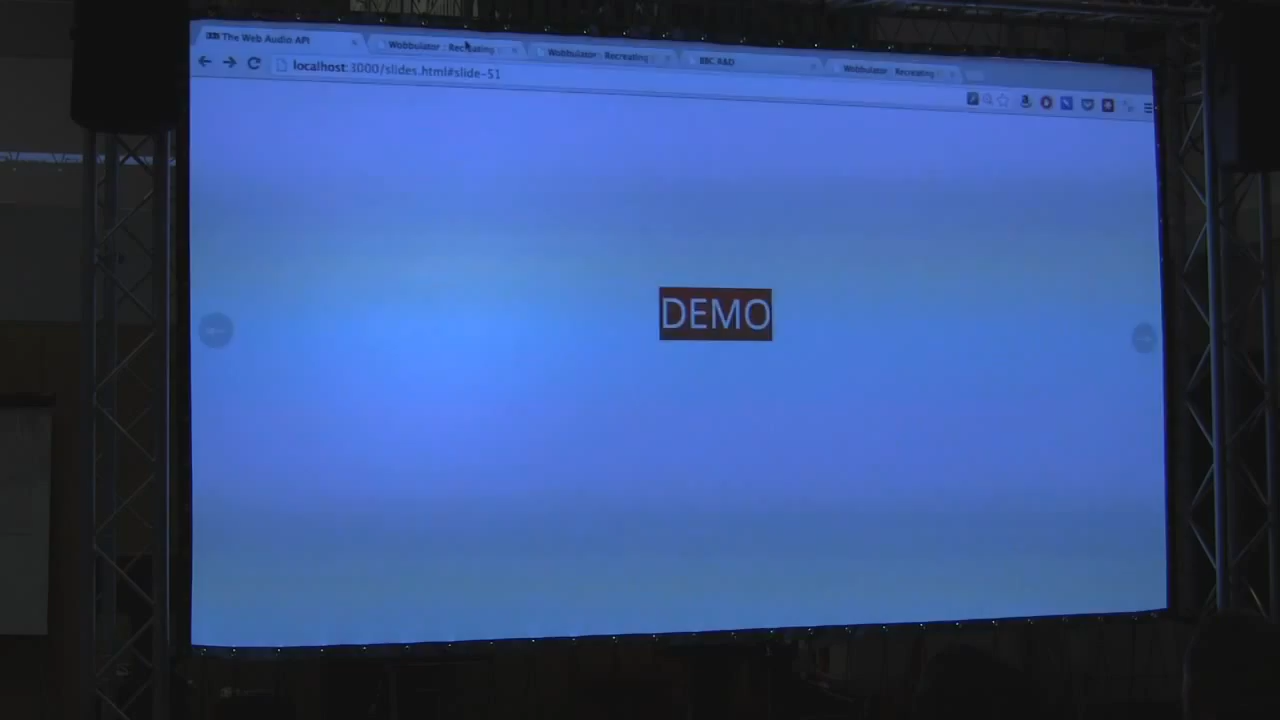 The Web Audio API
Wobbulator : Recreating
Wobbulator : Recreating
BBC R&D
Wobbulator : Recreating
localhost:3000/slides.html#slide-51
DEMO